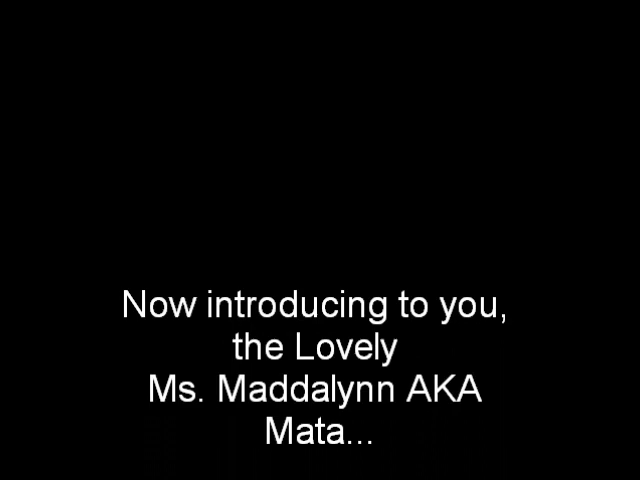 Now introducing to you,
the Lovely
Ms. Maddalynn AKA
Mata...